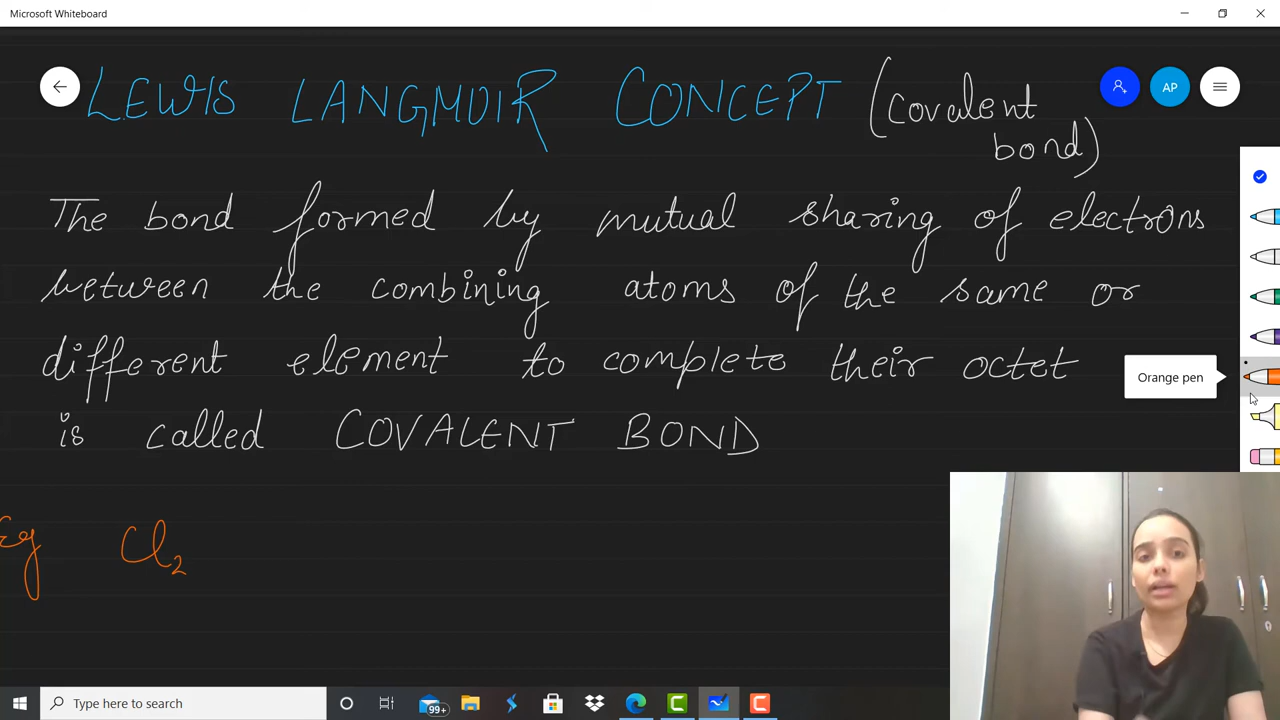 Microsoft Whiteboard
LEWIS LANGMUIR CONCEPT (covalent
bond)
AP
The bond formed by mutual sharing of electrons
between the combining atoms of the same or
different element to complete their octet
Orange pen
is called COVALENT BOND
Eg Cl₂
Type here to search
99+